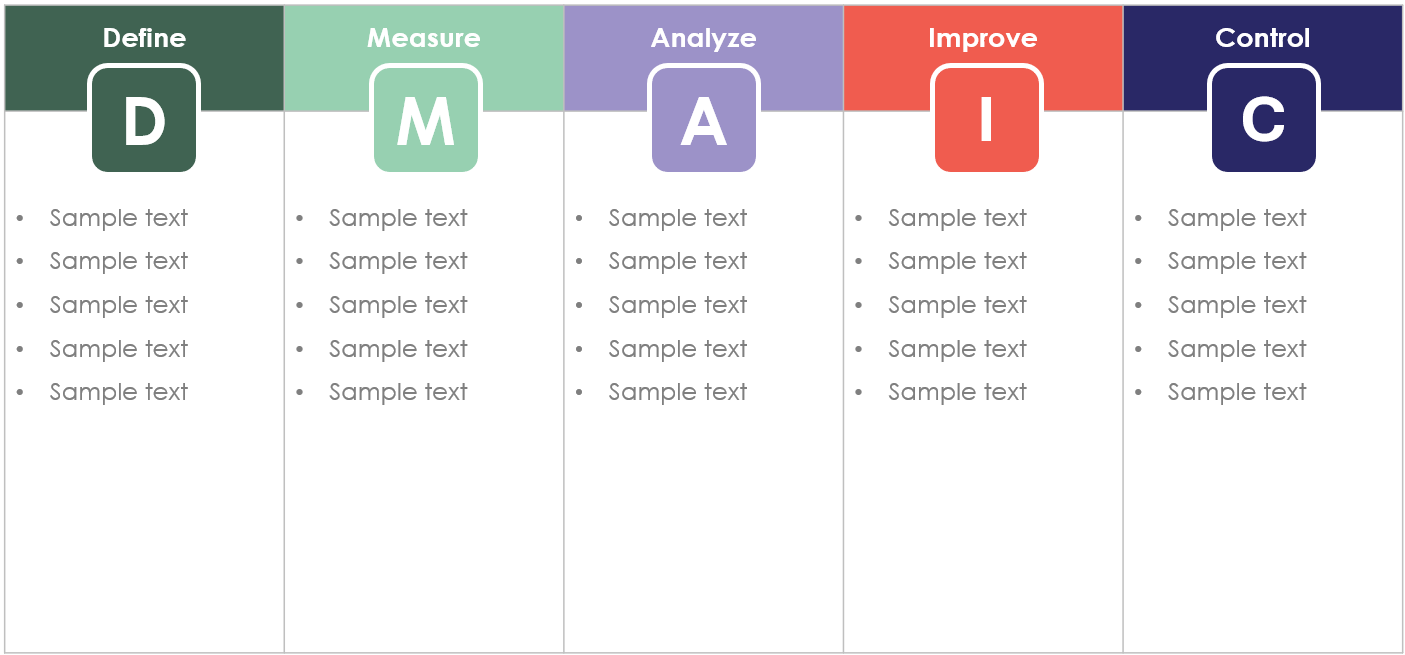 Define
D
• Sample text
• Sample text
• Sample text
• Sample text
• Sample text
Measure
M
• Sample text
• Sample text
• Sample text
• Sample text
• Sample text
Analyze
A
• Sample text
• Sample text
• Sample text
• Sample text
• Sample text
Improve
I
• Sample text
• Sample text
• Sample text
• Sample text
• Sample text
Control
C
• Sample text
• Sample text
• Sample text
• Sample text
• Sample text